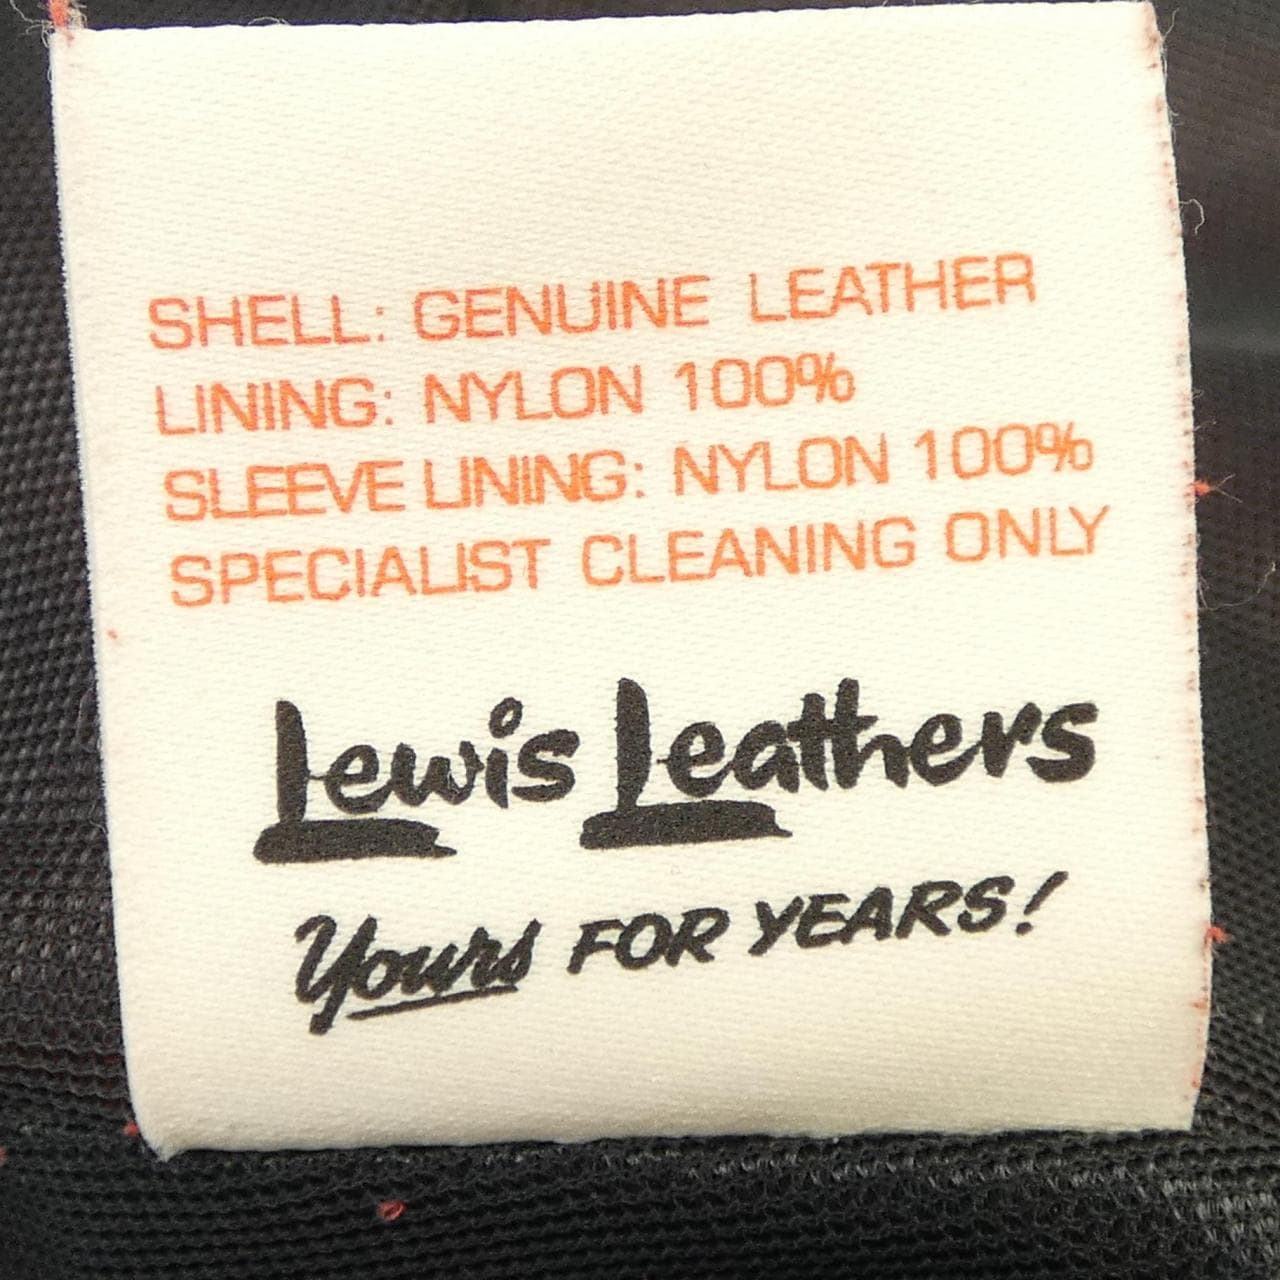 SHELL: GENUINE LEATHER
LINING: NYLON 100%
SLEEVE LINING: NYLON 100%
SPECIALIST CLEANING ONLY
Lewis Leathers
Yours FOR YEARS!